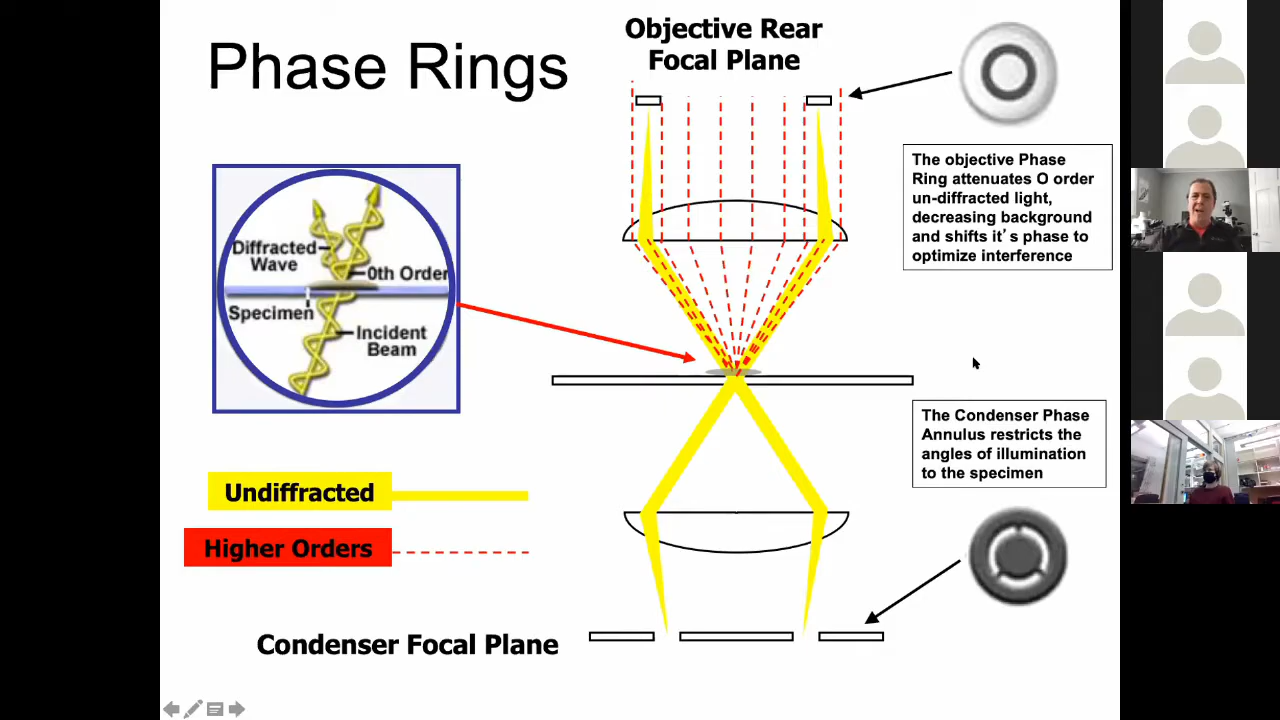 Phase Rings
Objective Rear
Focal Plane
The objective Phase
Ring attenuates O order
un-diffracted light,
decreasing background
and shifts it's phase to
optimize interference
Diffracted
Wave
0th Order
Specimen
Incident
Beam
The Condenser Phase
Annulus restricts the
angles of illumination
to the specimen
Undiffracted
Higher Orders
Condenser Focal Plane